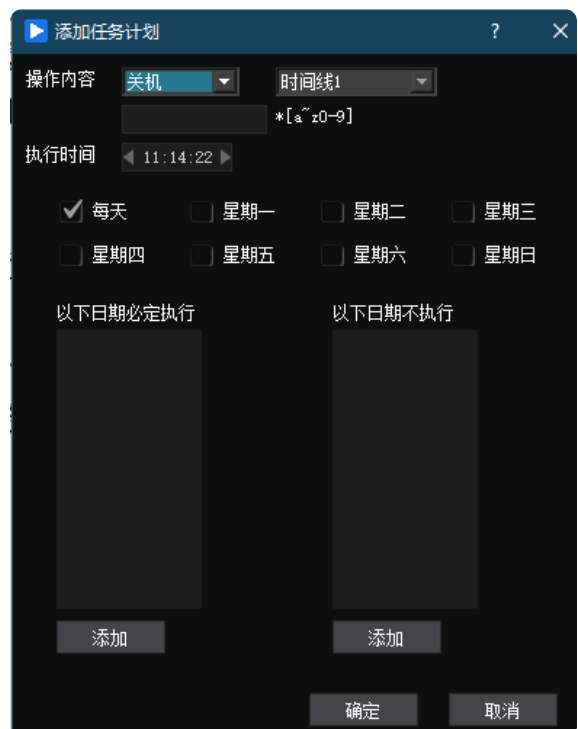 添加任务计划 ? ×
操作内容 关机 时间线1
*[a~z0-9]
执行时间 11:14:22
每天 星期一 星期二 星期三
星期四 星期五 星期六 星期日
以下日期必定执行 以下日期不执行
添加 添加
确定 取消